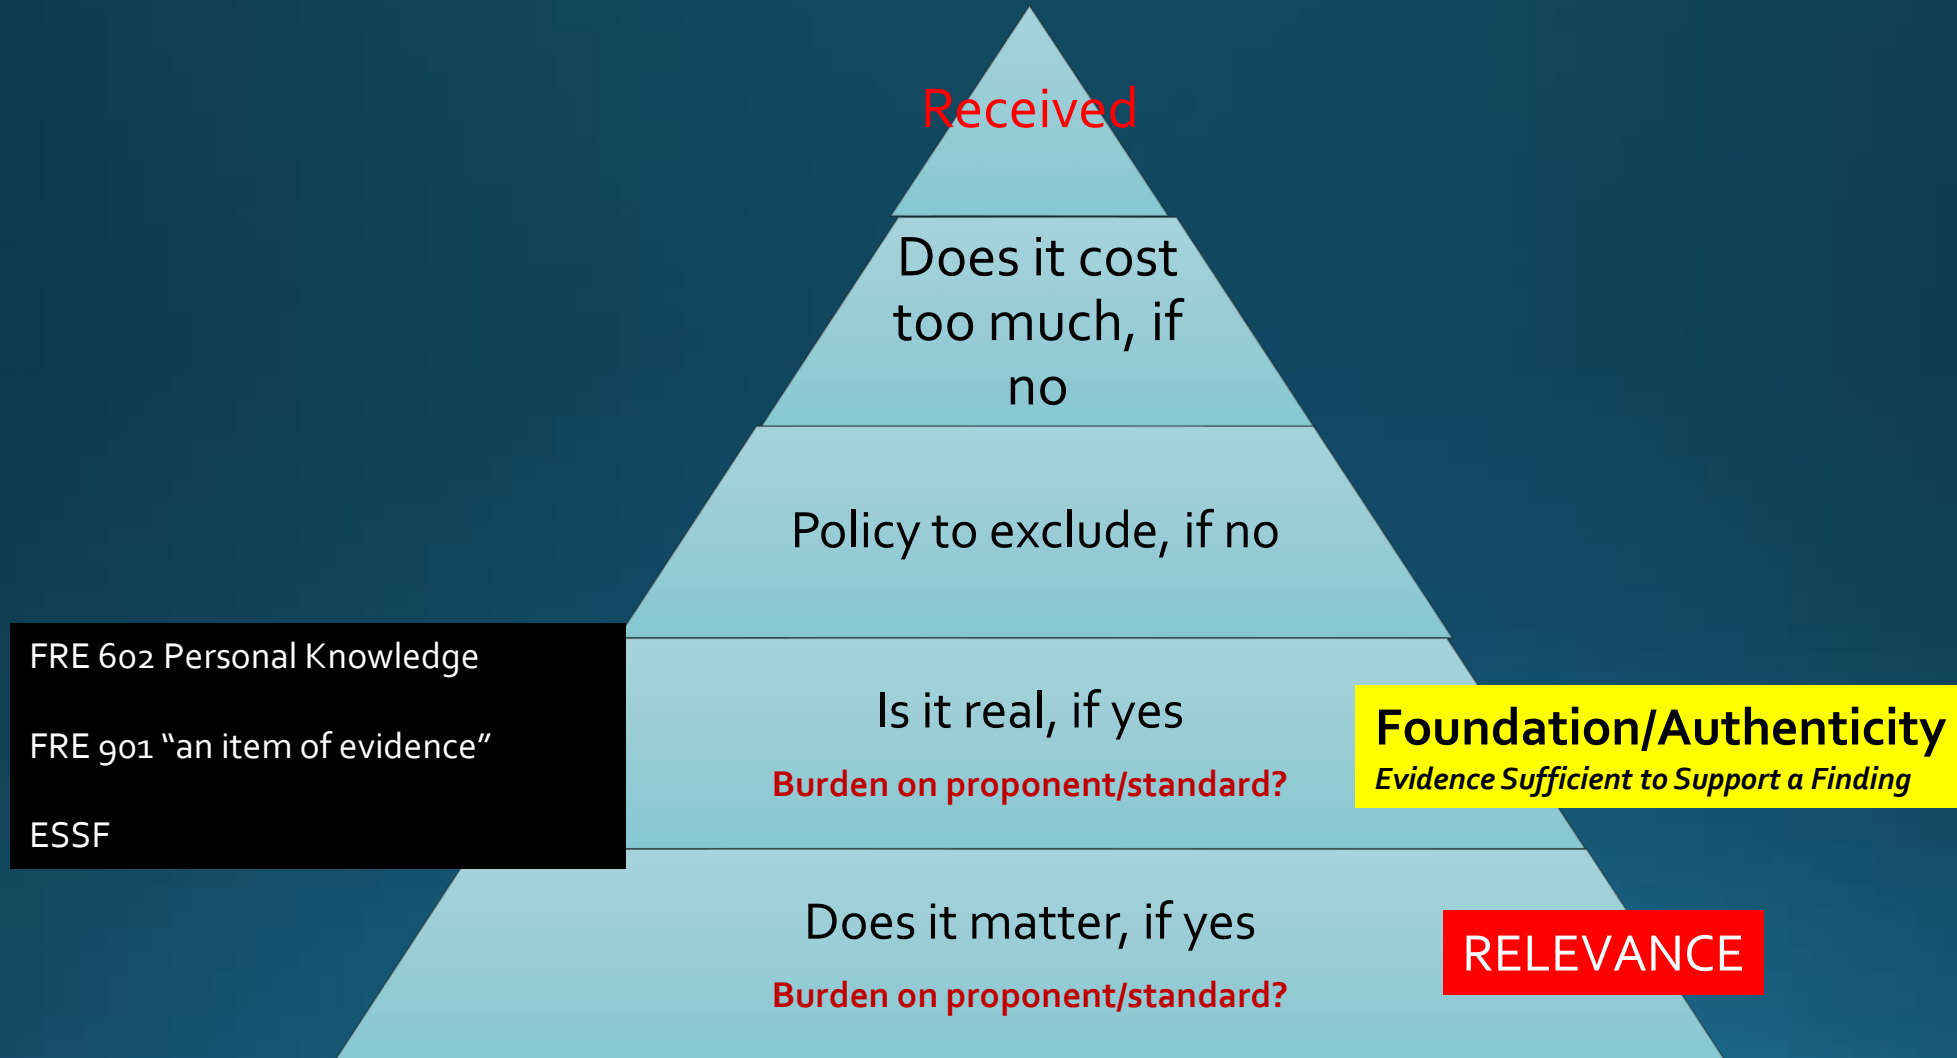 Received
Does it cost
too much, if
no
Policy to exclude, if no
FRE 602 Personal Knowledge
FRE 901 “an item of evidence”
ESSF
Is it real, if yes
Burden on proponent/standard?
Foundation/Authenticity
Evidence Sufficient to Support a Finding
Does it matter, if yes
Burden on proponent/standard?
RELEVANCE